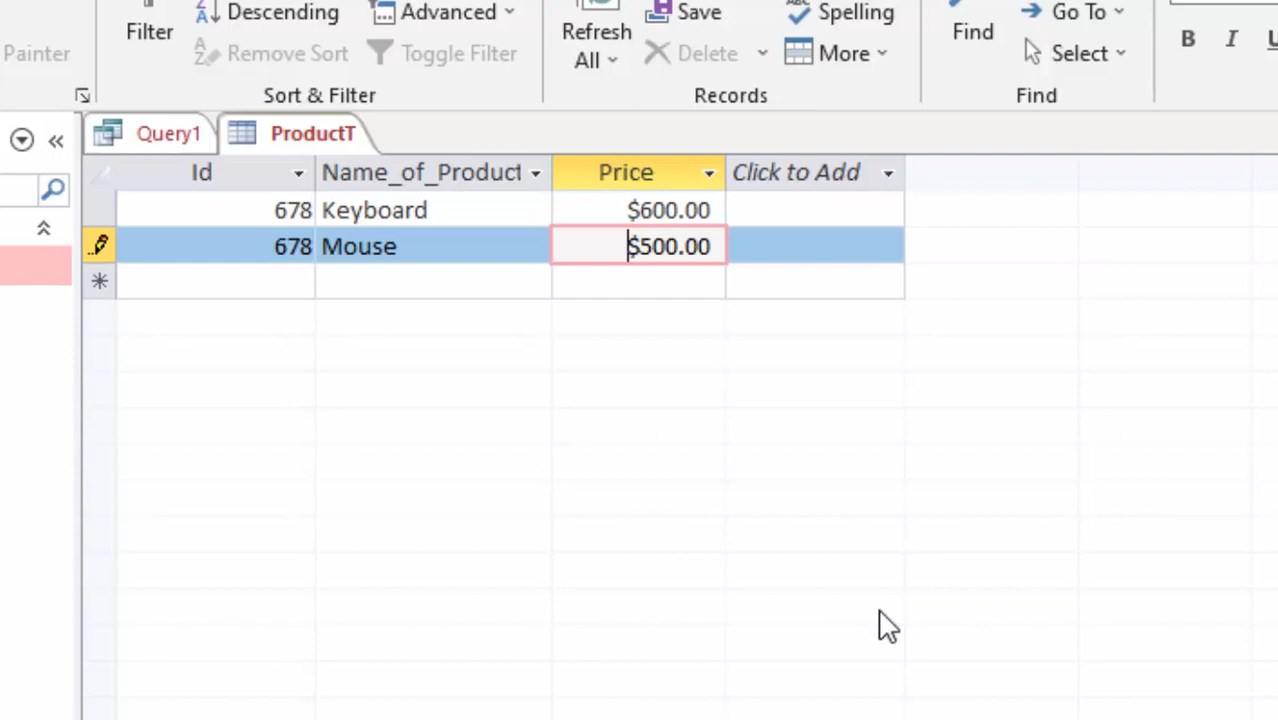 Descending Advanced Save Spelling Go To
Filter Refresh Find
Painter Remove Sort Toggle Filter All Delete More Select B I U
Sort & Filter Records Find
Query1 ProductT
Id Name_of_Product Price Click to Add
678 Keyboard $600.00
678 Mouse $500.00